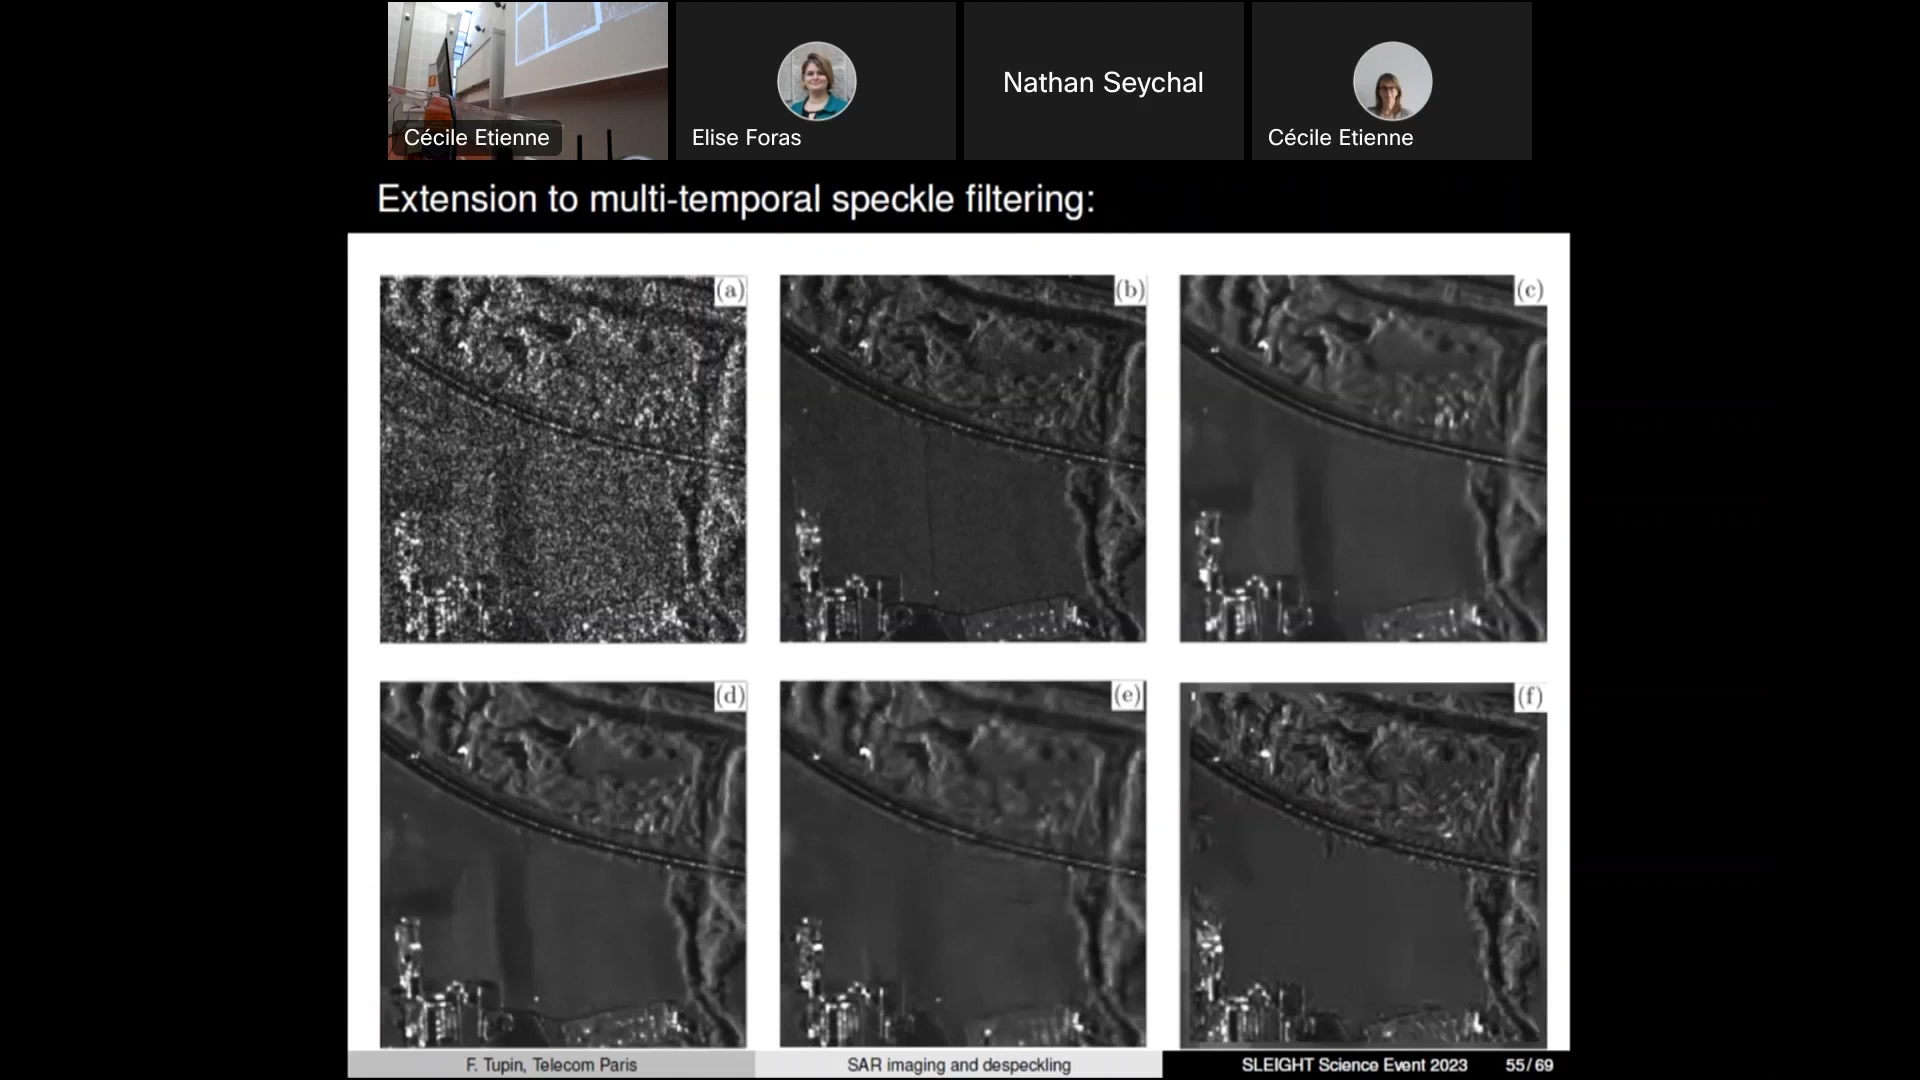 Cécile Etienne
Elise Foras
Nathan Seychal
Cécile Etienne
Extension to multi-temporal speckle filtering:
(a)
(b)
(c)
(d)
(e)
(f)
F. Tupin, Telecom Paris
SAR imaging and despeckling
SLEIGHT Science Event 2023
55/69